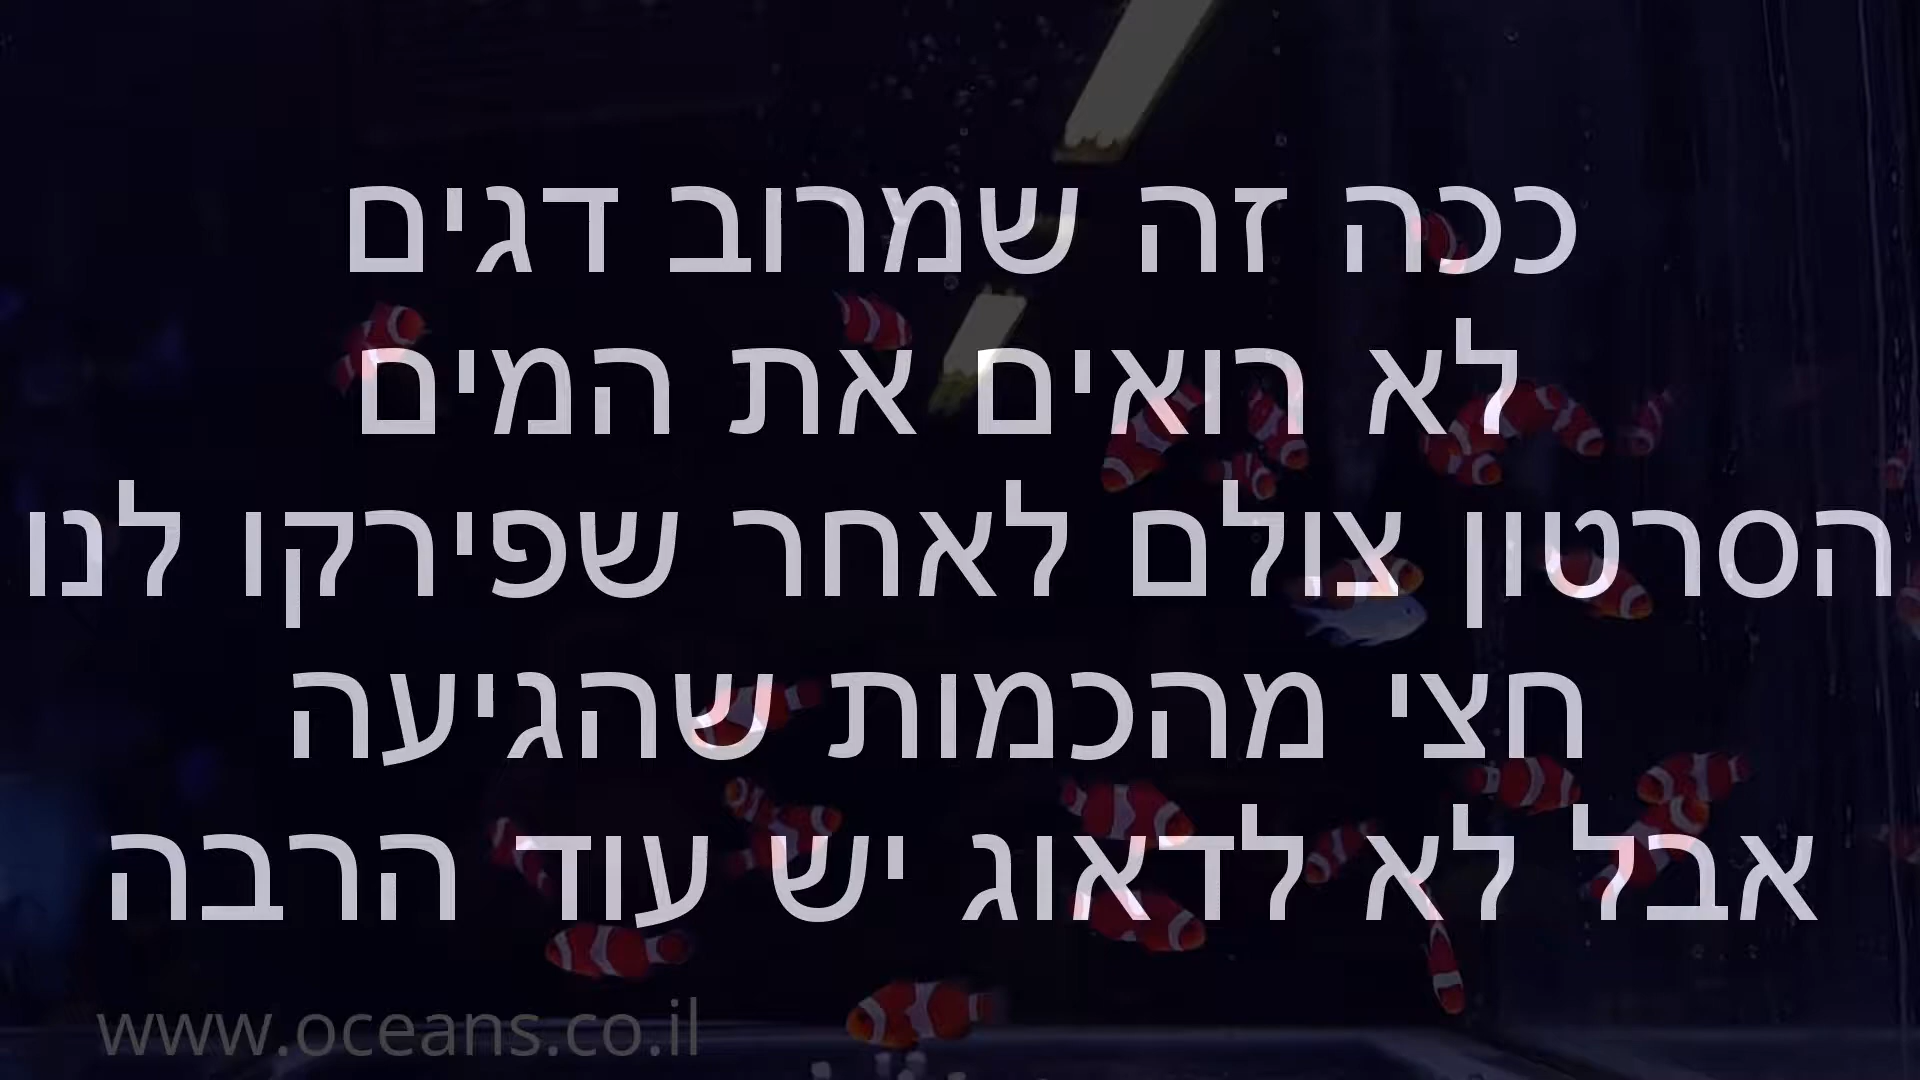 ככה זה שמרוב דגים
לא רואים את המים
הסרטון צולם לאחר שפירקו לנו
חצי מהכמות שהגיעה
אבל לא לדאוג יש עוד הרבה
www.oceans.co.il